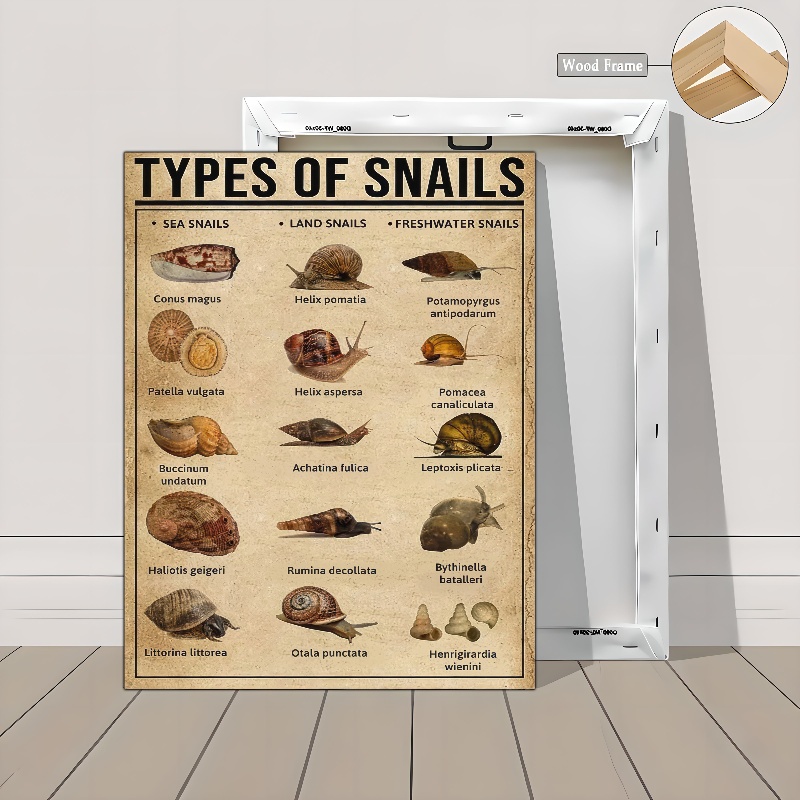 Wood Frame
TYPES OF SNAILS
• SEA SNAILS
• LAND SNAILS
• FRESHWATER SNAILS
Conus magus
Helix pomatia
Potamopyrgus
antipodarum
Patella vulgata
Helix aspersa
Pomacea
canaliculata
Buccinum
undatum
Achatina fulica
Leptoxis plicata
Haliotis geigeri
Rumina decollata
Bythinella
batalleri
Littorina littorea
Otala punctata
Henrigirardia
wienini